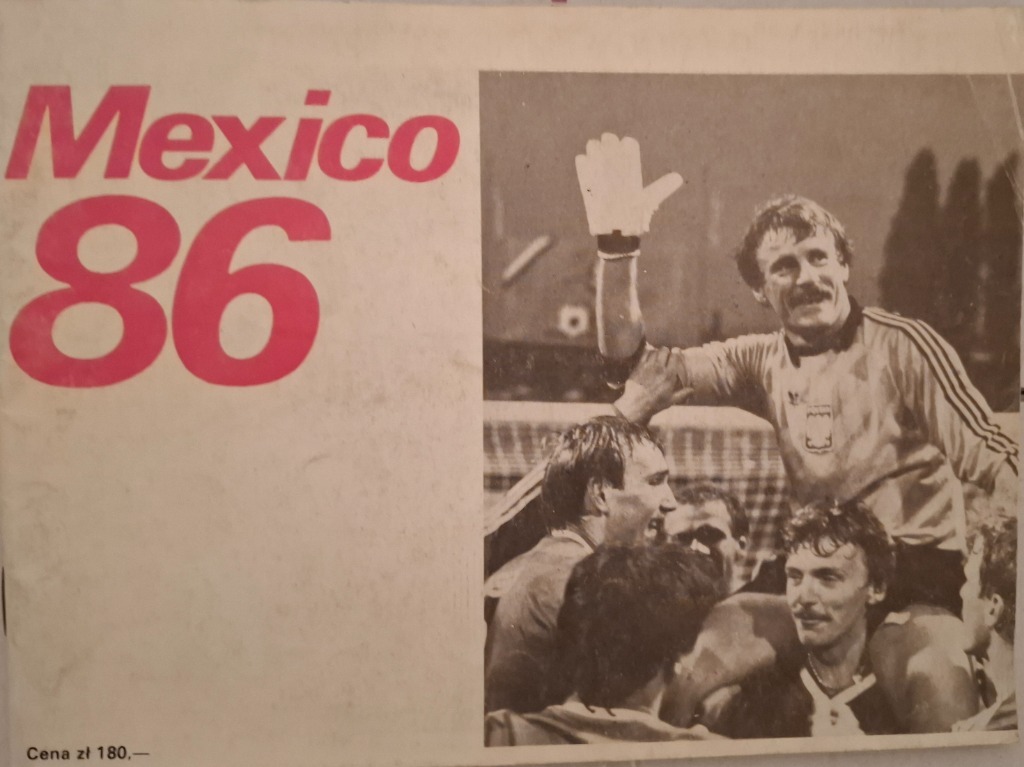 Mexico
86
Cena zł 180,—